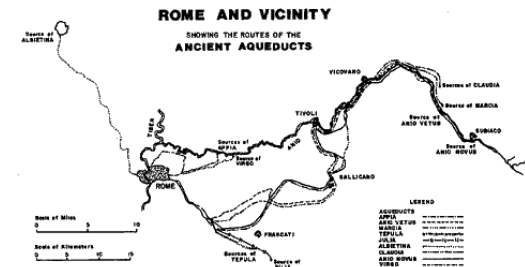 ROME AND VICINITY
SHOWING THE ROUTES OF THE
ANCIENT AQUEDUCTS
Source of
ALSIETINA
TIBER
Sources of
APPIA
Source of
VIRGO
ANIO
TIVOLI
VICOVARO
Sources of CLAUDIA
Source of MARCIA
Source of
ANIO VETUS
SUBIACO
Source of
ANIO NOVUS
ROME
GALLICANO
FRASCATI
Sources of
TEPULA
Source of
Scale of Miles
0 5 10
Scale of Kilometers
0 5 10 15
LEGEND
AQUEDUCTS
APPIA
ANIO VETUS
MARCIA
TEPULA
JULIA
ALSIETINA
CLAUDIA
ANIO NOVUS
VIRGO